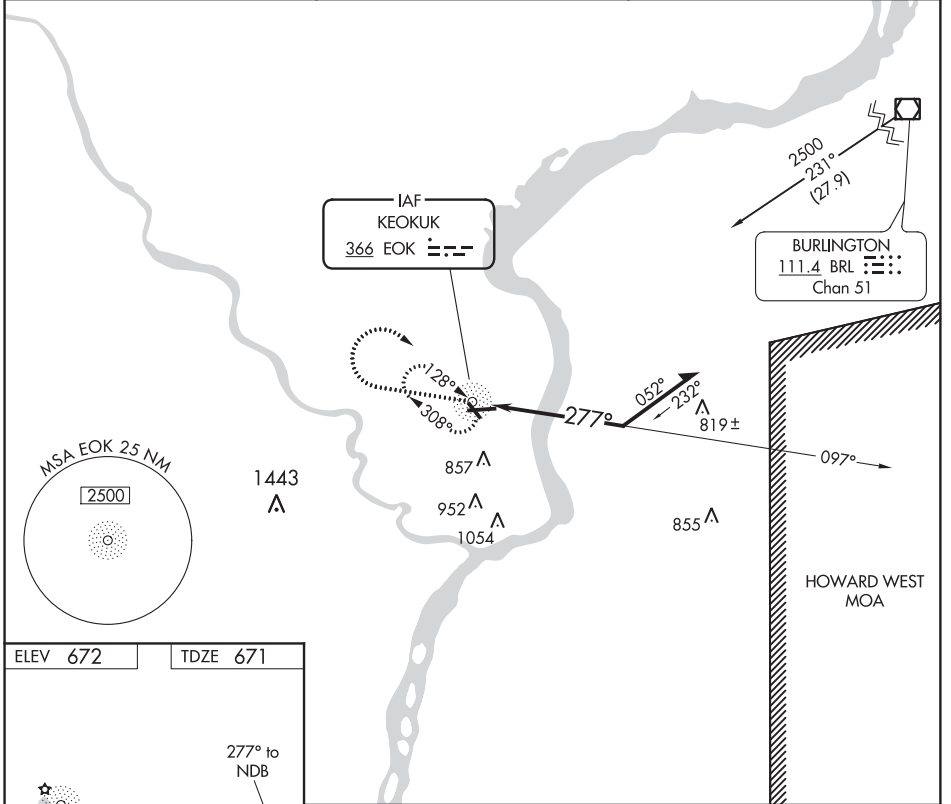 2500
231°
(27.9)
IAF
KEOKUK
366 EOK
BURLINGTON
111.4 BRL
Chan 51
128°
308°
277°
052°
232°
819±
097°
857
952
1054
855
MSA EOK 25 NM
2500
1443
HOWARD WEST
MOA
ELEV 672
TDZE 671
277° to
NDB